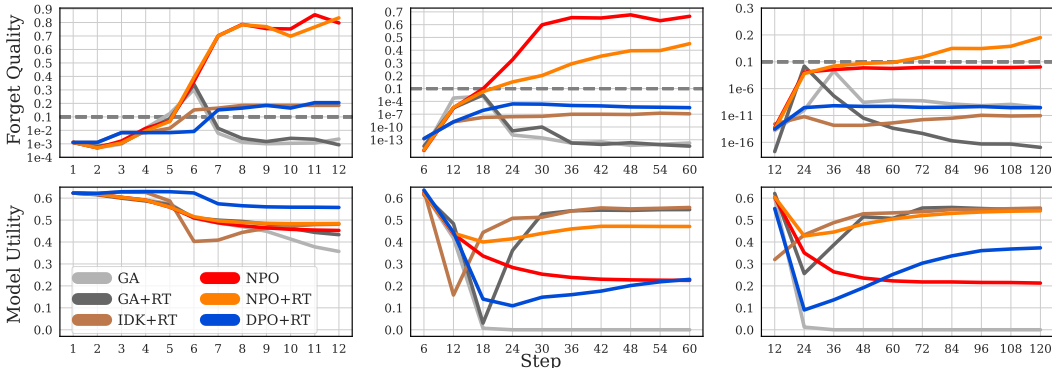 Forget Quality
0.9
0.8
0.7
0.6
0.5
0.4
0.3
0.2
0.1
1e-2
1e-3
1e-4
1 2 3 4 5 6 7 8 9 10 11 12
0.7
0.6
0.5
0.4
0.3
0.2
0.1
1e-4
1e-7
1e-10
1e-13
6 12 18 24 30 36 42 48 54 60
0.3
0.2
0.1
1e-6
1e-11
1e-16
12 24 36 48 60 72 84 96 108 120
Model Utility
0.6
0.5
0.4
0.3
0.2
0.1
0.0
GA
GA+RT
IDK+RT
NPO
NPO+RT
DPO+RT
1 2 3 4 5 6 7 8 9 10 11 12
0.6
0.5
0.4
0.3
0.2
0.1
0.0
6 12 18 24 30 36 42 48 54 60
0.6
0.5
0.4
0.3
0.2
0.1
0.0
12 24 36 48 60 72 84 96 108 120
Step